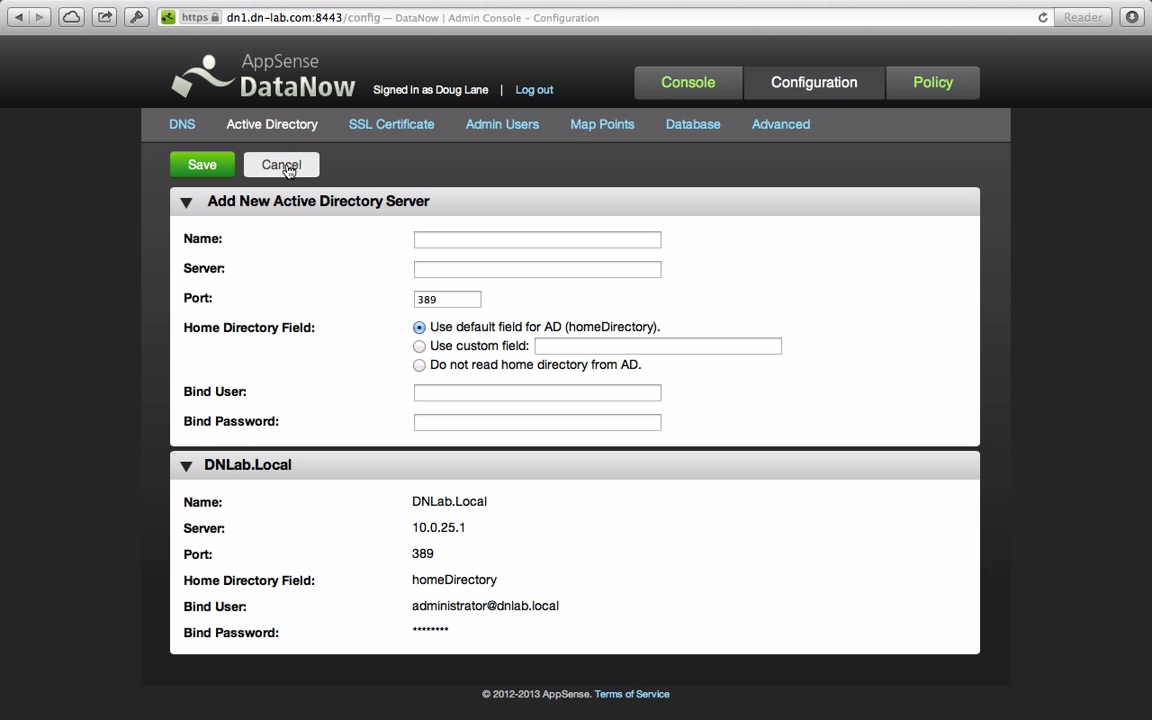 https dn1.dn-lab.com:8443/config — DataNow | Admin Console – Configuration Reader
AppSense
DataNow
Signed in as Doug Lane | Log out
Console Configuration Policy
DNS Active Directory SSL Certificate Admin Users Map Points Database Advanced
Save Cancel
Add New Active Directory Server
Name:
Server:
Port: 389
Home Directory Field: Use default field for AD (homeDirectory).
Use custom field:
Do not read home directory from AD.
Bind User:
Bind Password:
DNLab.Local
Name: DNLab.Local
Server: 10.0.25.1
Port: 389
Home Directory Field: homeDirectory
Bind User: administrator@dnlab.local
Bind Password: ********
© 2012-2013 AppSense. Terms of Service